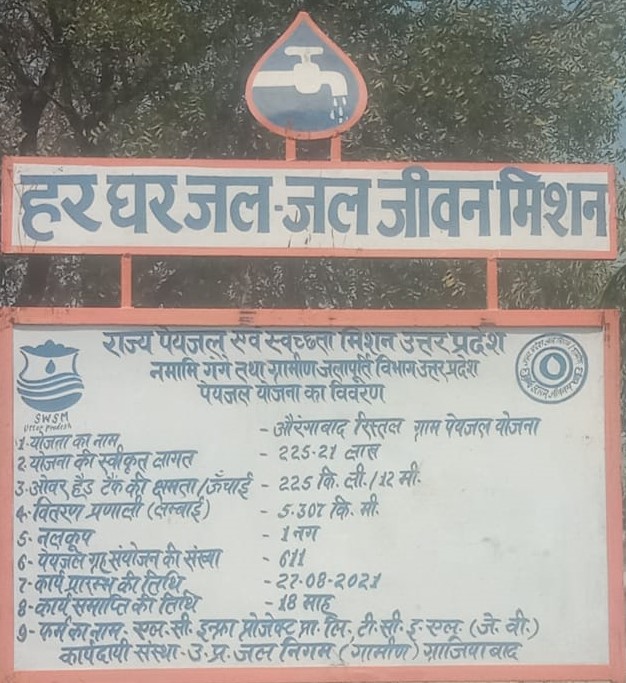 हर घर जल-जल जीवन मिशन
राज्य पेयजल एवं स्वच्छता मिशन उत्तर प्रदेश
नमामि गंगे तथा ग्रामीण जलापूर्ति विभाग उत्तर प्रदेश
पेयजल योजना का विवरण
SWSM
Uttar Pradesh
1-योजना का नाम - औरंगाबाद रिस्तल ग्राम पेयजल योजना
2-योजना की स्वीकृत लागत - 225.21 लाख
3-ओवर हैड टैंक की क्षमता/ऊँचाई - 225 कि. ली./12 मी.
4-वितरण प्रणाली (लम्बाई) - 5.307 कि. मी.
5- नलकूप - 1 नग
6- पेयजल गृह संयोजन की संख्या - 611
7-कार्य प्रारम्भ की तिथि - 27-08-2021
8-कार्य समाप्ति की तिथि - 18 माह
9-फर्म का नाम- एल.सी. इन्फ्रा प्रोजेक्ट प्रा. लि., टी.सी.इ.एल. (जे.वी.)
कार्यदायी संस्था-उ.प्र. जल निगम (ग्रामीण) गाजियाबाद